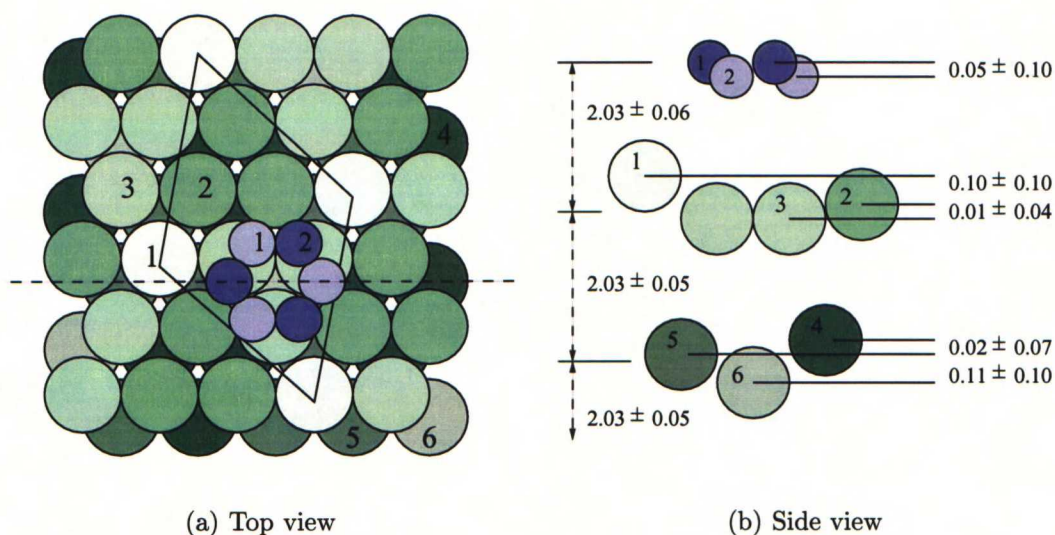 4
3 2
1 2
1
5 6
(a) Top view
1 2
0.05 ± 0.10
2.03 ± 0.06
1
3 2
0.10 ± 0.10
0.01 ± 0.04
2.03 ± 0.05
5 4
6
0.02 ± 0.07
0.11 ± 0.10
2.03 ± 0.05
(b) Side view